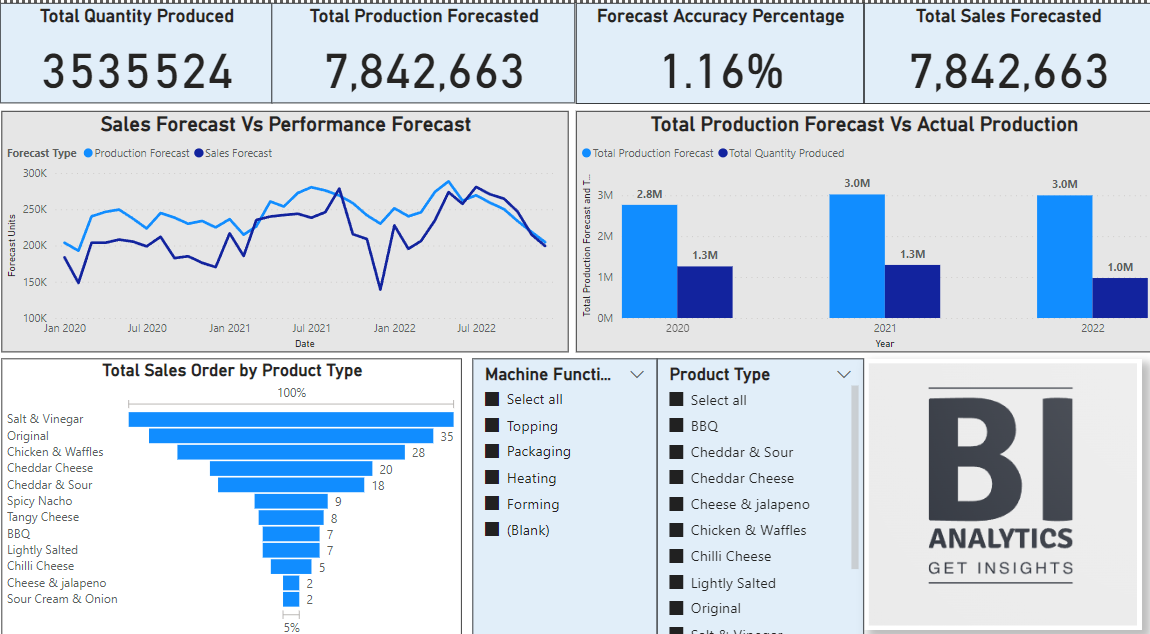 Total Quantity Produced
3535524
Total Production Forecasted
7,842,663
Forecast Accuracy Percentage
1.16%
Total Sales Forecasted
7,842,663
Sales Forecast Vs Performance Forecast
Forecast Type Production Forecast Sales Forecast
Forecast Units
300K
250K
200K
150K
100K
Jan 2020 Jul 2020 Jan 2021 Jul 2021 Jan 2022 Jul 2022
Date
Total Production Forecast Vs Actual Production
Total Production Forecast Total Quantity Produced
Total Production Forecast and T...
3M
2M
1M
0M
2.8M 1.3M 3.0M 1.3M 3.0M 1.0M
2020 2021 2022
Year
Total Sales Order by Product Type
100%
Salt & Vinegar
Original 35
Chicken & Waffles 28
Cheddar Cheese 20
Cheddar & Sour 18
Spicy Nacho 9
Tangy Cheese 8
BBQ 7
Lightly Salted 7
Chilli Cheese 5
Cheese & jalapeno 2
Sour Cream & Onion 2
5%
Machine Functi...
Select all
Topping
Packaging
Heating
Forming
(Blank)
Product Type
Select all
BBQ
Cheddar & Sour
Cheddar Cheese
Cheese & jalapeno
Chicken & Waffles
Chilli Cheese
Lightly Salted
Original
Salt & Vinegar
BI
ANALYTICS
GET INSIGHTS